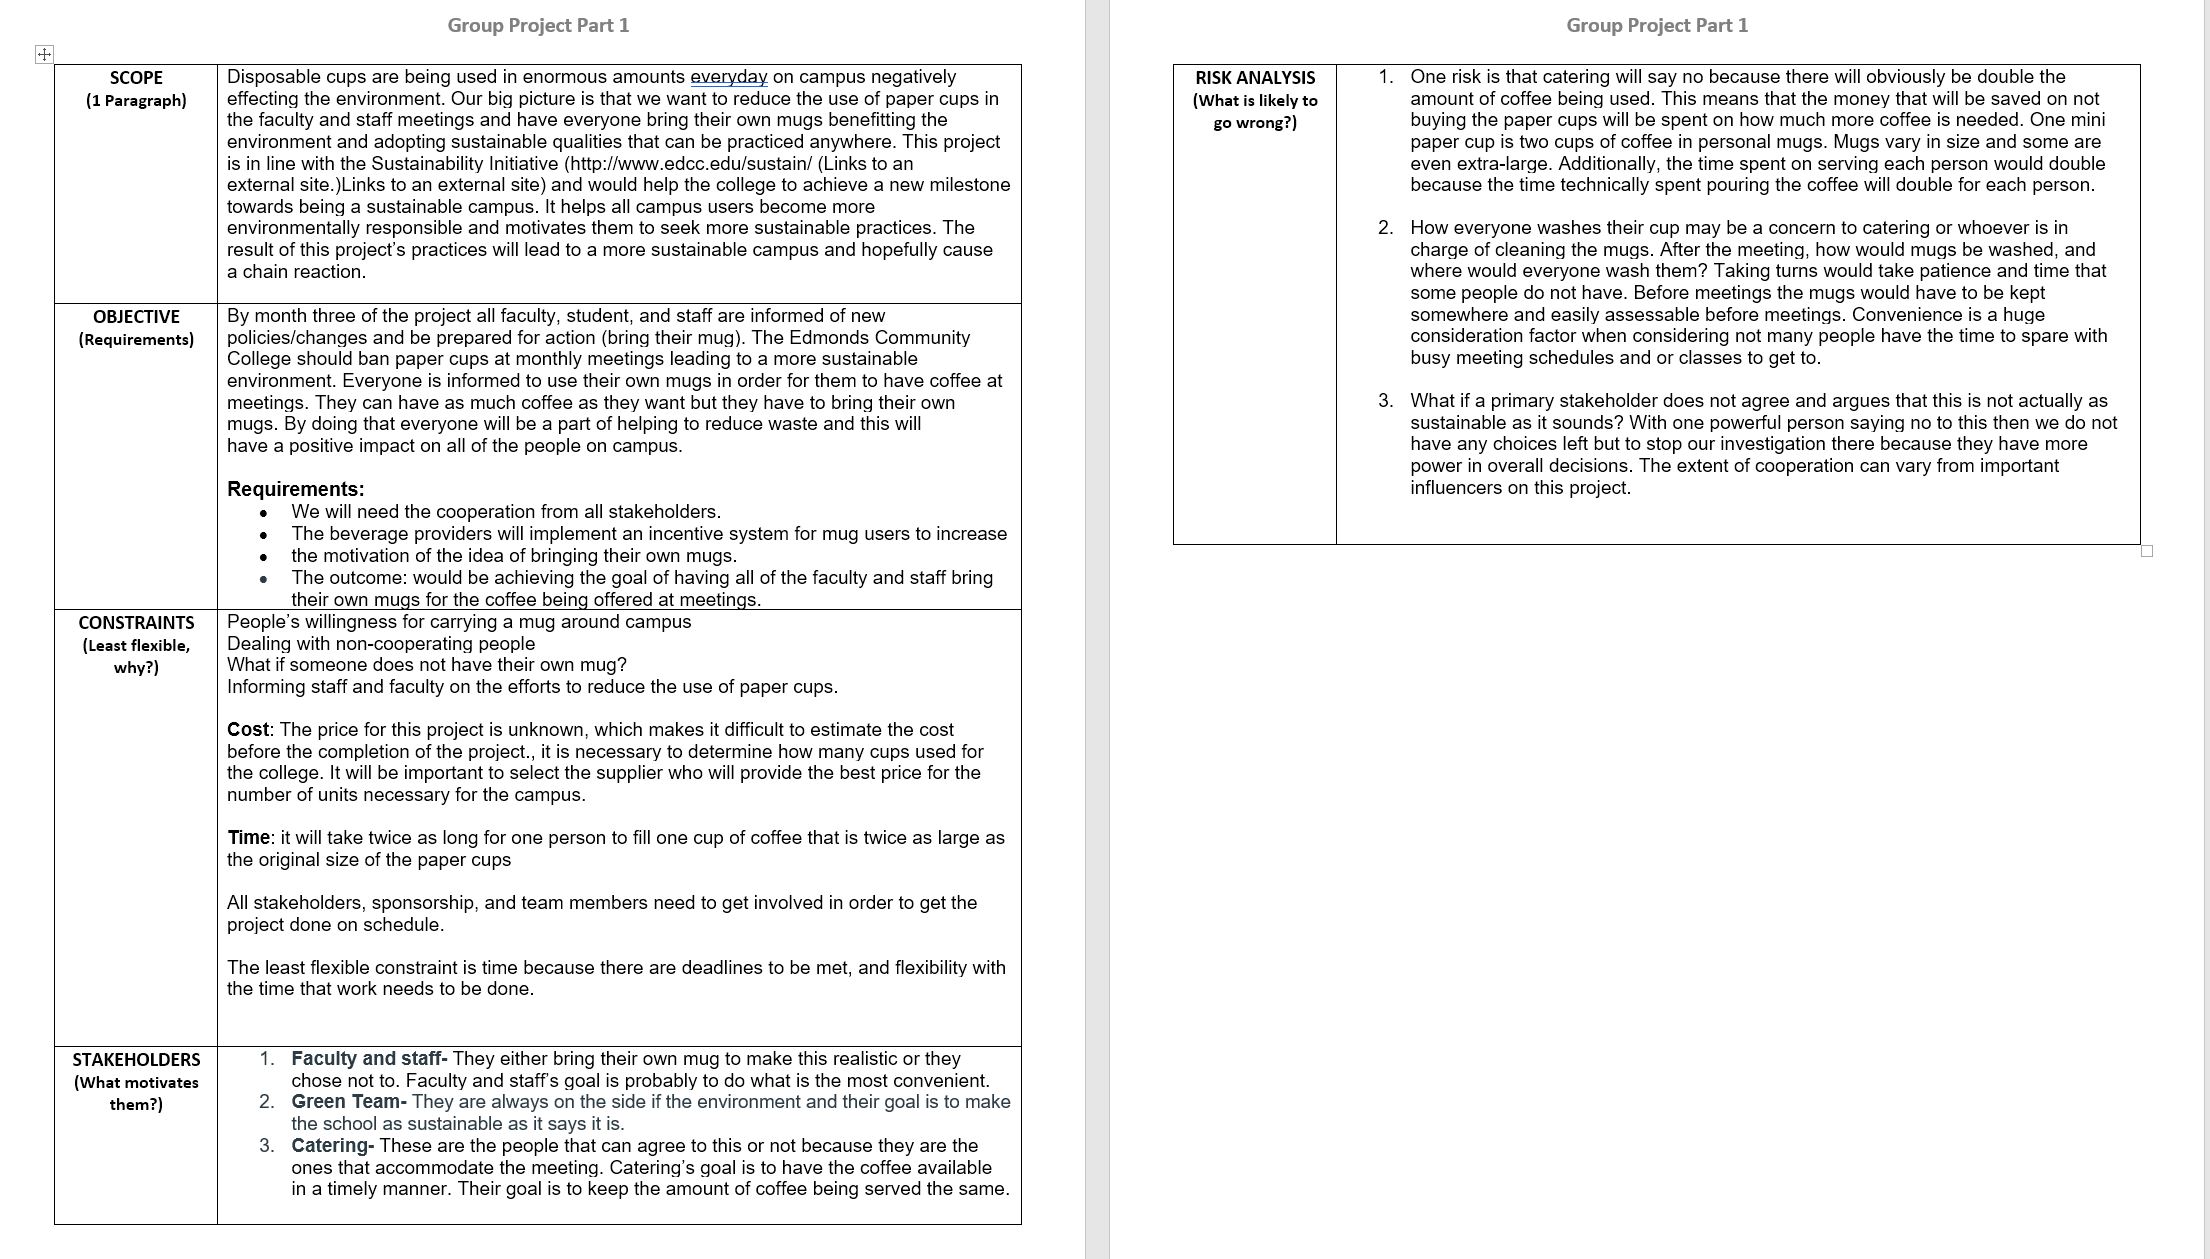 Group Project Part 1
SCOPE
(1 Paragraph)
Disposable cups are being used in enormous amounts everyday on campus negatively
effecting the environment. Our big picture is that we want to reduce the use of paper cups in
the faculty and staff meetings and have everyone bring their own mugs benefitting the
environment and adopting sustainable qualities that can be practiced anywhere. This project
is in line with the Sustainability Initiative (http://www.edcc.edu/sustain/ (Links to an
external site.)Links to an external site) and would help the college to achieve a new milestone
towards being a sustainable campus. It helps all campus users become more
environmentally responsible and motivates them to seek more sustainable practices. The
result of this project's practices will lead to a more sustainable campus and hopefully cause
a chain reaction.
OBJECTIVE
(Requirements)
By month three of the project all faculty, student, and staff are informed of new
policies/changes and be prepared for action (bring their mug). The Edmonds Community
College should ban paper cups at monthly meetings leading to a more sustainable
environment. Everyone is informed to use their own mugs in order for them to have coffee at
meetings. They can have as much coffee as they want but they have to bring their own
mugs. By doing that everyone will be a part of helping to reduce waste and this will
have a positive impact on all of the people on campus.
Requirements:
• We will need the cooperation from all stakeholders.
• The beverage providers will implement an incentive system for mug users to increase
• the motivation of the idea of bringing their own mugs.
• The outcome: would be achieving the goal of having all of the faculty and staff bring
their own mugs for the coffee being offered at meetings.
CONSTRAINTS
(Least flexible,
why?)
People's willingness for carrying a mug around campus
Dealing with non-cooperating people
What if someone does not have their own mug?
Informing staff and faculty on the efforts to reduce the use of paper cups.
Cost: The price for this project is unknown, which makes it difficult to estimate the cost
before the completion of the project., it is necessary to determine how many cups used for
the college. It will be important to select the supplier who will provide the best price for the
number of units necessary for the campus.
Time: it will take twice as long for one person to fill one cup of coffee that is twice as large as
the original size of the paper cups
All stakeholders, sponsorship, and team members need to get involved in order to get the
project done on schedule.
The least flexible constraint is time because there are deadlines to be met, and flexibility with
the time that work needs to be done.
STAKEHOLDERS
(What motivates
them?)
1. Faculty and staff- They either bring their own mug to make this realistic or they
chose not to. Faculty and staff's goal is probably to do what is the most convenient.
2. Green Team- They are always on the side if the environment and their goal is to make
the school as sustainable as it says it is.
3. Catering- These are the people that can agree to this or not because they are the
ones that accommodate the meeting. Catering's goal is to have the coffee available
in a timely manner. Their goal is to keep the amount of coffee being served the same.
Group Project Part 1
RISK ANALYSIS
(What is likely to
go wrong?)
1. One risk is that catering will say no because there will obviously be double the
amount of coffee being used. This means that the money that will be saved on not
buying the paper cups will be spent on how much more coffee is needed. One mini
paper cup is two cups of coffee in personal mugs. Mugs vary in size and some are
even extra-large. Additionally, the time spent on serving each person would double
because the time technically spent pouring the coffee will double for each person.
2. How everyone washes their cup may be a concern to catering or whoever is in
charge of cleaning the mugs. After the meeting, how would mugs be washed, and
where would everyone wash them? Taking turns would take patience and time that
some people do not have. Before meetings the mugs would have to be kept
somewhere and easily assessable before meetings. Convenience is a huge
consideration factor when considering not many people have the time to spare with
busy meeting schedules and or classes to get to.
3. What if a primary stakeholder does not agree and argues that this is not actually as
sustainable as it sounds? With one powerful person saying no to this then we do not
have any choices left but to stop our investigation there because they have more
power in overall decisions. The extent of cooperation can vary from important
influencers on this project.